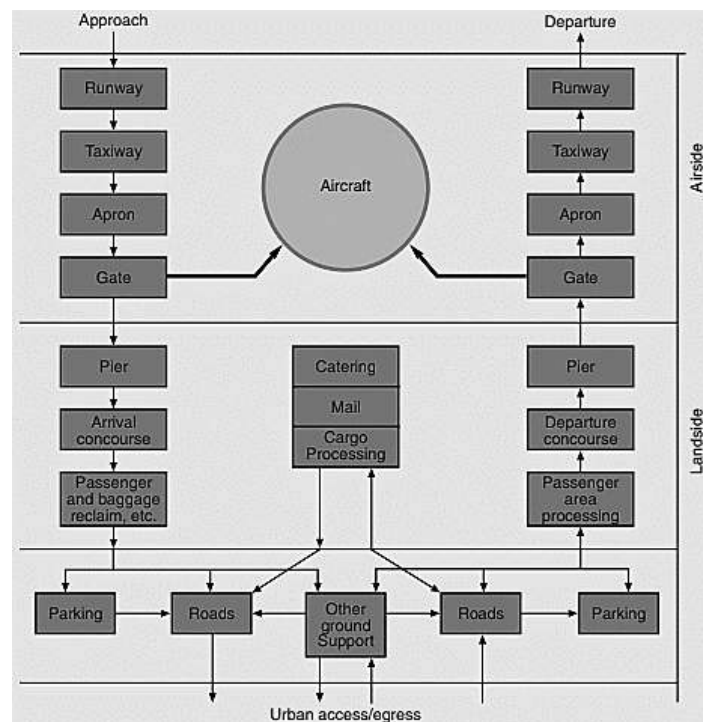 Approach
Departure
Runway
Runway
Taxiway
Aircraft
Taxiway
Apron
Apron
Gate
Gate
Airside
Pier
Catering
Pier
Mail
Arrival
concourse
Cargo
Processing
Departure
concourse
Passenger
and baggage
reclaim, etc.
Passenger
area
processing
Landside
Parking
Roads
Other
ground
Support
Roads
Parking
Urban access/egress